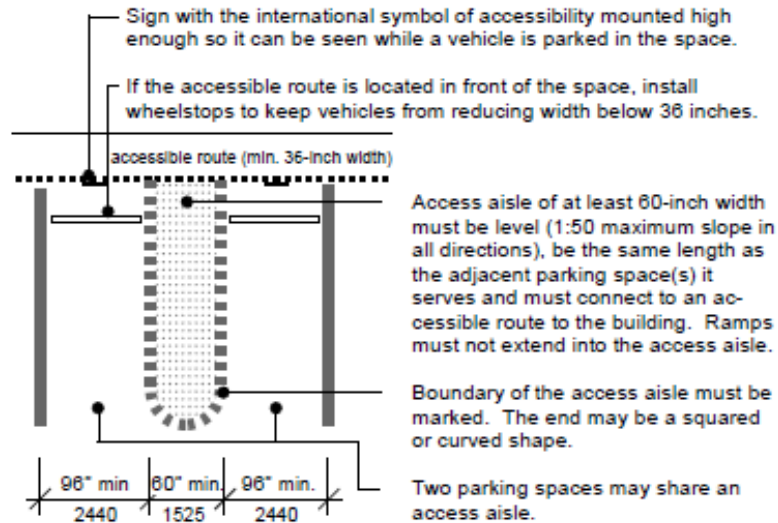 Sign with the international symbol of accessibility mounted high
enough so it can be seen while a vehicle is parked in the space.
If the accessible route is located in front of the space, install
wheelstops to keep vehicles from reducing width below 36 inches.
accessible route (min. 36-inch width)
Access aisle of at least 60-inch width
must be level (1:50 maximum slope in
all directions), be the same length as
the adjacent parking space(s) it
serves and must connect to an ac-
cessible route to the building. Ramps
must not extend into the access aisle.
Boundary of the access aisle must be
marked. The end may be a squared
or curved shape.
Two parking spaces may share an
access aisle.
96" min 60" min. 96" min.
2440 1525 2440